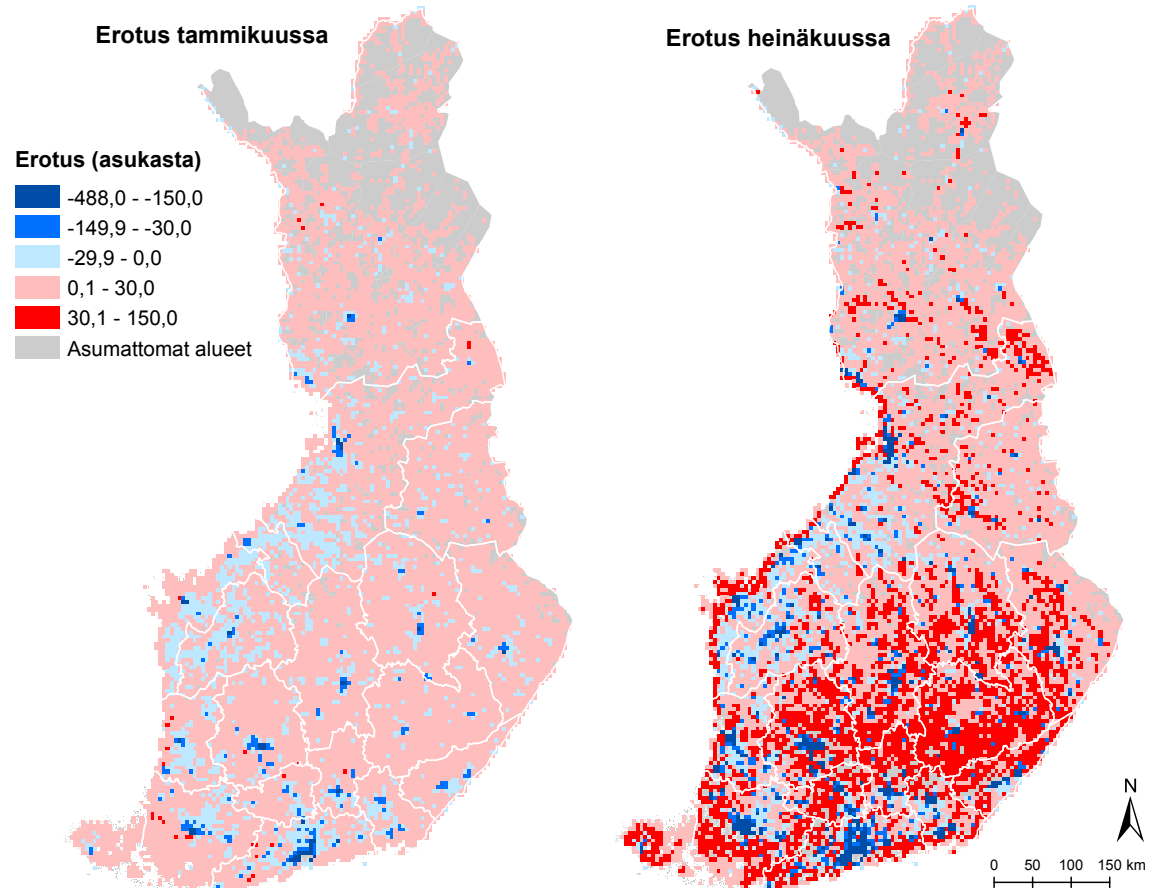 Erotus tammikuussa
Erotus heinäkuussa
Erotus (asukasta)
-488,0 - -150,0
-149,9 - -30,0
-29,9 - 0,0
0,1 - 30,0
30,1 - 150,0
Asumattomat alueet
N
0 50 100 150 km